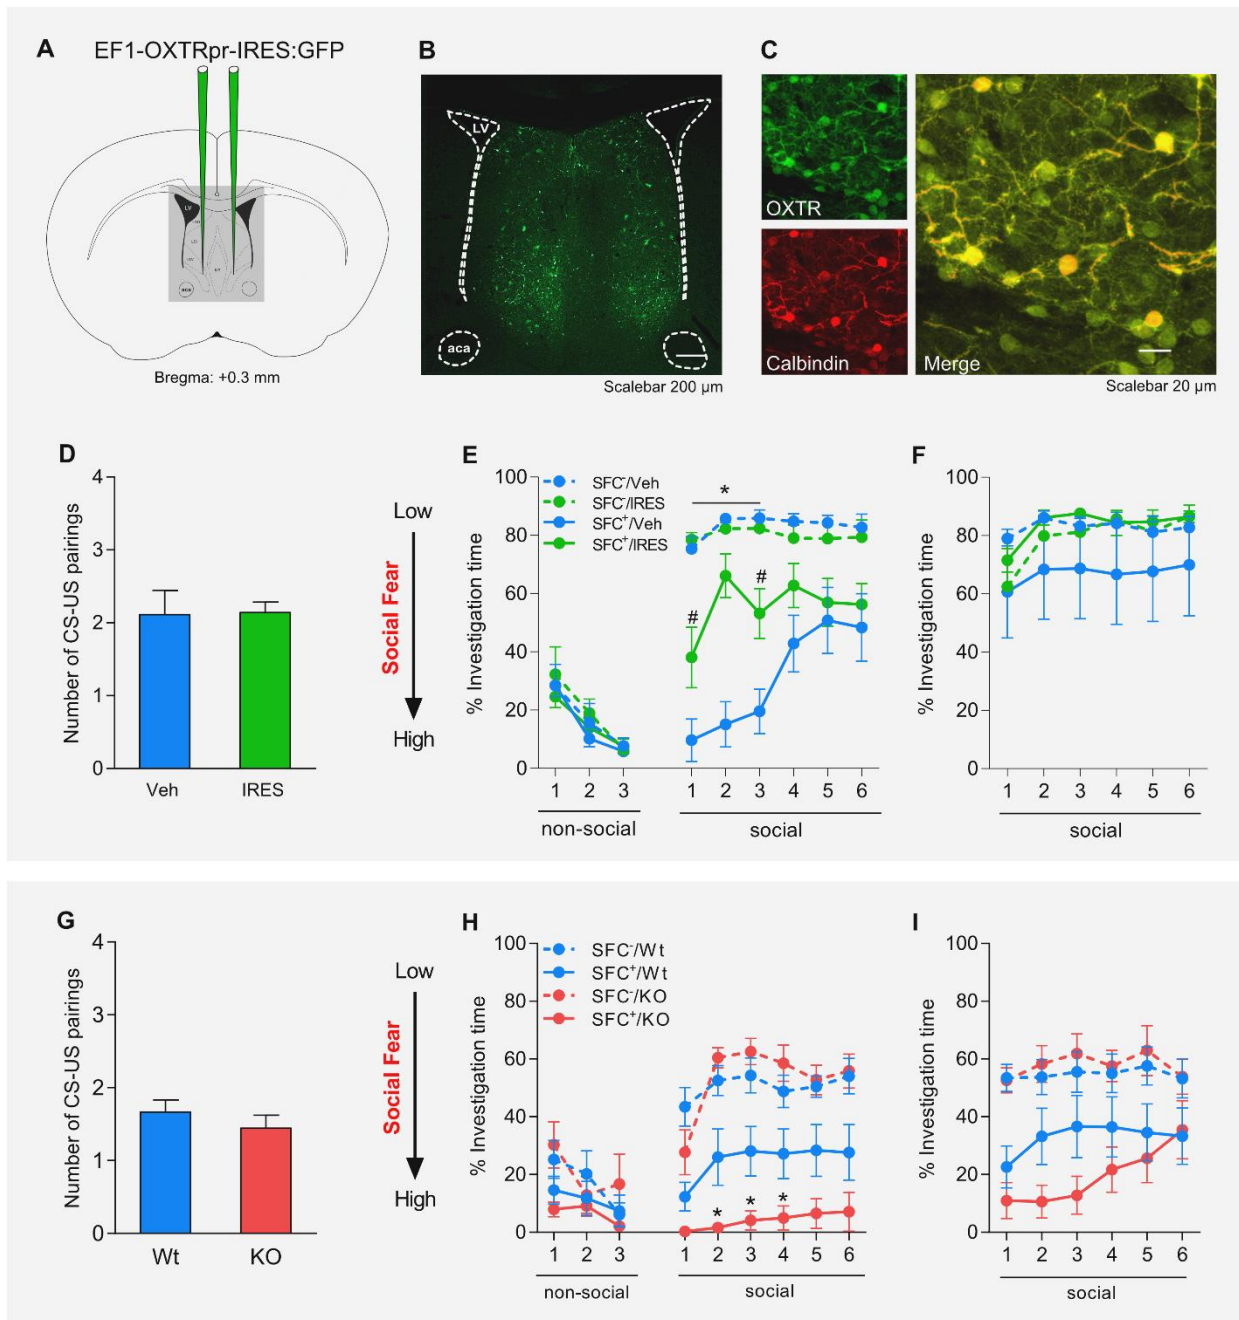 A
EF1-OXTRpr-IRES:GFP
LV
aca
Bregma: +0.3 mm
B
LV
aca
Scalebar 200 µm
C
OXTR
Calbindin
Merge
Scalebar 20 µm
D
Number of CS-US pairings
4
3
2
1
0
Veh IRES
Low
Social Fear
High
E
% Investigation time
100
80
60
40
20
0
SFC-/Veh
SFC-/IRES
SFC+/Veh
SFC+/IRES
*
#
#
1 2 3 1 2 3 4 5 6
non-social social
F
% Investigation time
100
80
60
40
20
0
1 2 3 4 5 6
social
G
Number of CS-US pairings
4
3
2
1
0
Wt KO
Low
Social Fear
High
H
% Investigation time
100
80
60
40
20
0
SFC-/Wt
SFC+/Wt
SFC-/KO
SFC+/KO
* * *
1 2 3 1 2 3 4 5 6
non-social social
I
% Investigation time
100
80
60
40
20
0
1 2 3 4 5 6
social